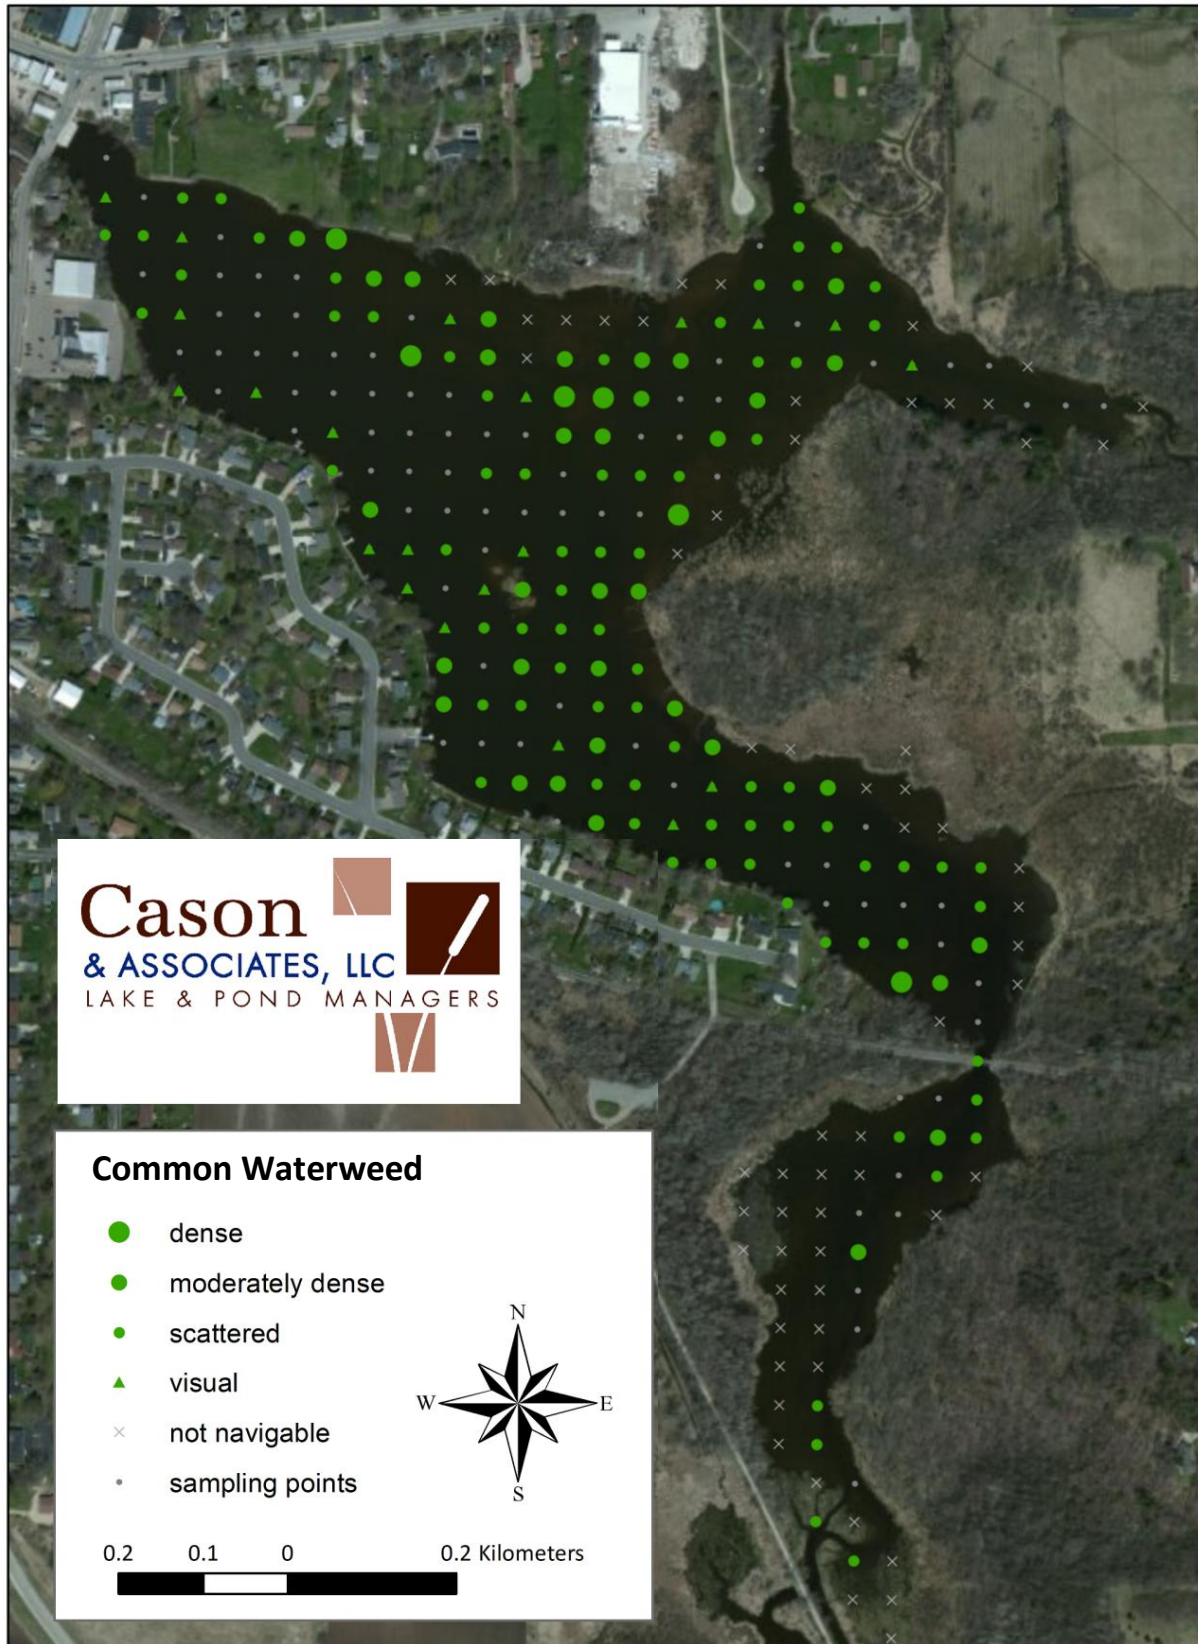 Cason
& ASSOCIATES, LLC
LAKE & POND MANAGERS
Common Waterweed
dense
moderately dense
scattered
visual
not navigable
sampling points
N
W E
S
0.2 0.1 0 0.2 Kilometers